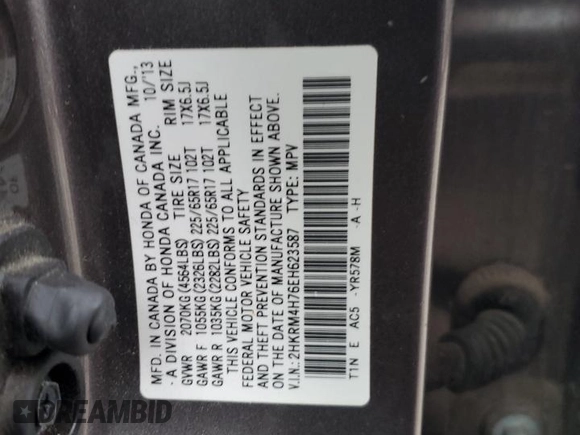 MFD. IN CANADA BY HONDA OF CANADA MFG.,
A DIVISION OF HONDA CANADA INC. 10/13
GVWR 2070KG(4564LBS) TIRE SIZE RIM SIZE
GAWR F 1055KG(2326LBS) 225/65R17 102T 17X6.5J
GAWR R 1035KG(2282LBS) 225/65R17 102T 17X6.5J
THIS VEHICLE CONFORMS TO ALL APPLICABLE
FEDERAL MOTOR VEHICLE SAFETY
AND THEFT PREVENTION STANDARDS IN EFFECT
ON THE DATE OF MANUFACTURE SHOWN ABOVE.
V.I.N.: 2HKRM4H76EH623587 TYPE: MPV
T1N E AC5 -YR578M -A -H
DREAMBID